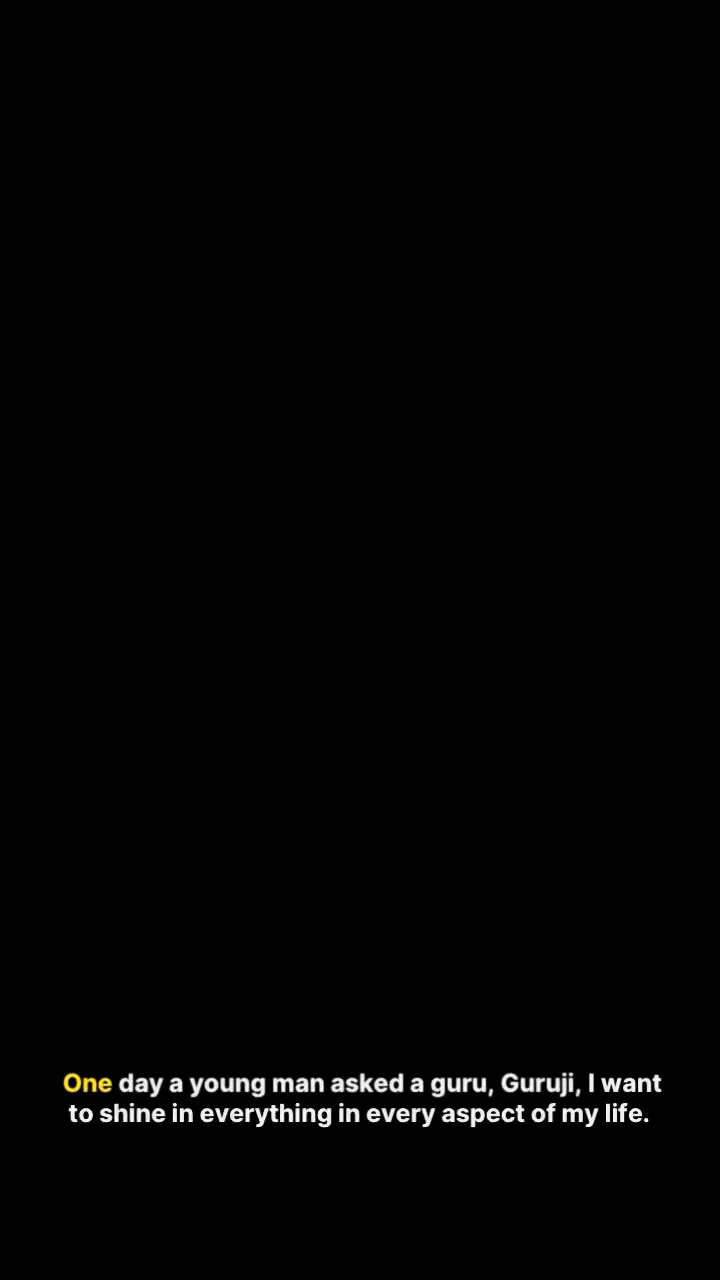 One day a young man asked a guru, Guruji, I want
to shine in everything in every aspect of my life.